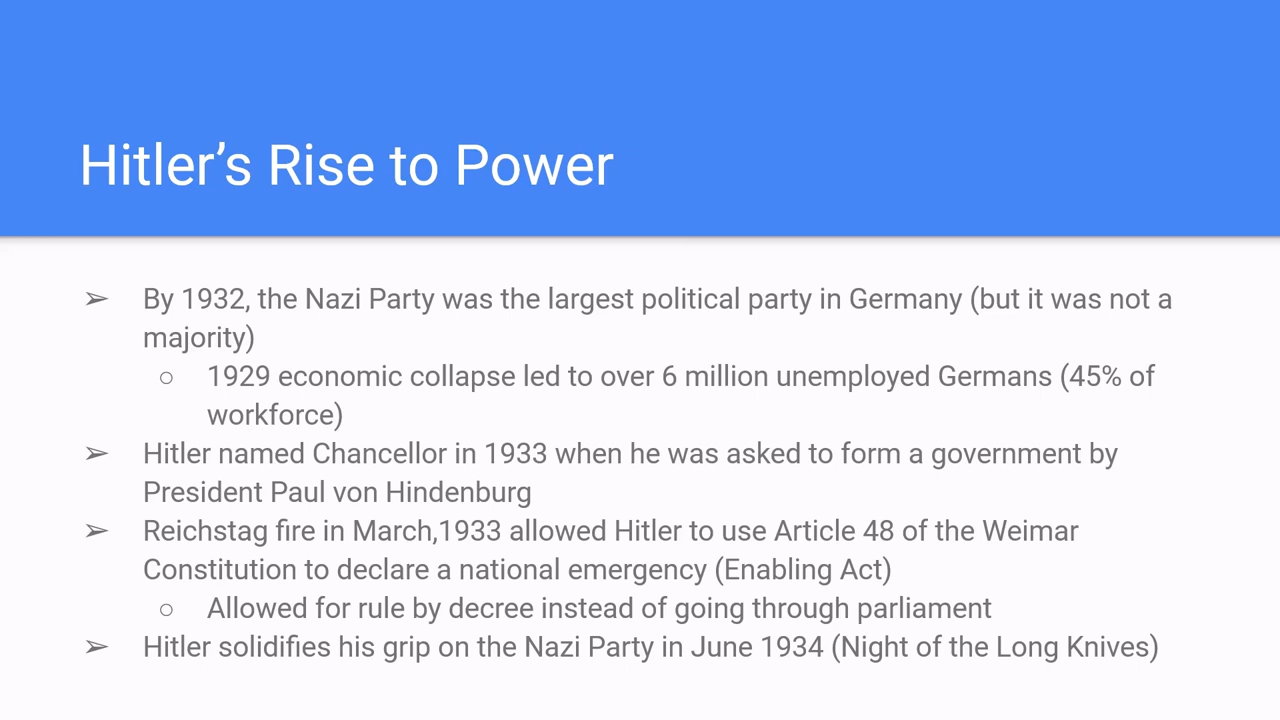 Hitler’s Rise to Power
➢ By 1932, the Nazi Party was the largest political party in Germany (but it was not a
majority)
○ 1929 economic collapse led to over 6 million unemployed Germans (45% of
workforce)
➢ Hitler named Chancellor in 1933 when he was asked to form a government by
President Paul von Hindenburg
➢ Reichstag fire in March,1933 allowed Hitler to use Article 48 of the Weimar
Constitution to declare a national emergency (Enabling Act)
○ Allowed for rule by decree instead of going through parliament
➢ Hitler solidifies his grip on the Nazi Party in June 1934 (Night of the Long Knives)